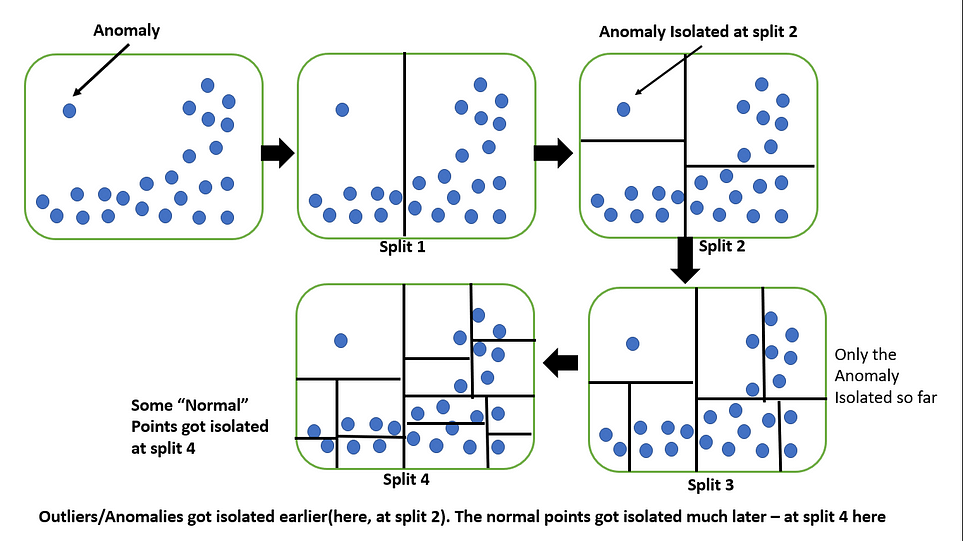 Anomaly
Anomaly Isolated at split 2
Split 1
Split 2
Only the
Anomaly
Isolated so far
Some “Normal”
Points got isolated
at split 4
Split 4
Split 3
Outliers/Anomalies got isolated earlier(here, at split 2). The normal points got isolated much later – at split 4 here